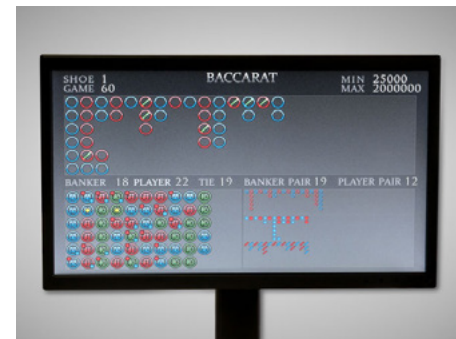 SHOE 1 BACCARAT MIN 25000
GAME 60 MAX 2000000
BANKER 18 PLAYER 22 TIE 19 BANKER PAIR 19 PLAYER PAIR 12